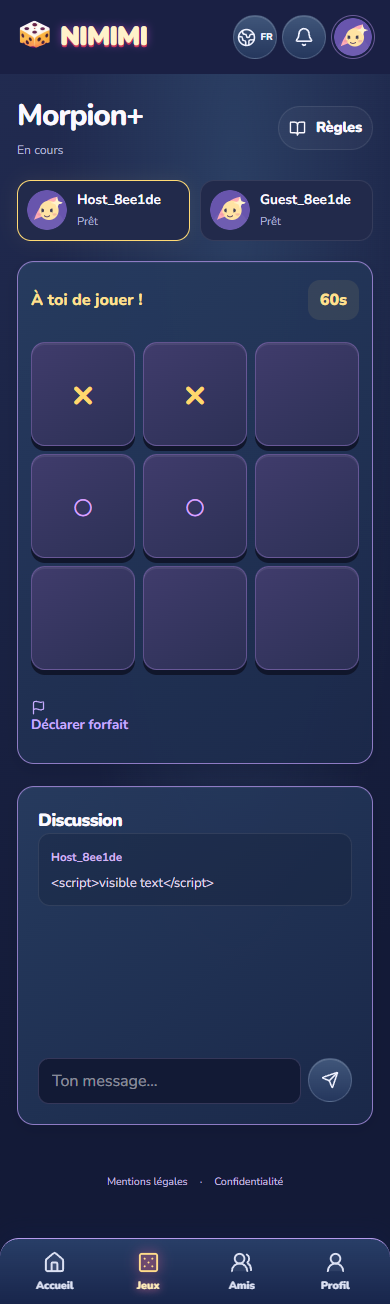 NIMIMI
FR
Morpion+
En cours
Règles
Host_8ee1de
Prêt
Guest_8ee1de
Prêt
À toi de jouer !
60s
Déclarer forfait
Discussion
Host_8ee1de
<script>visible text</script>
Ton message...
Mentions légales · Confidentialité
Accueil
Jeux
Amis
Profil